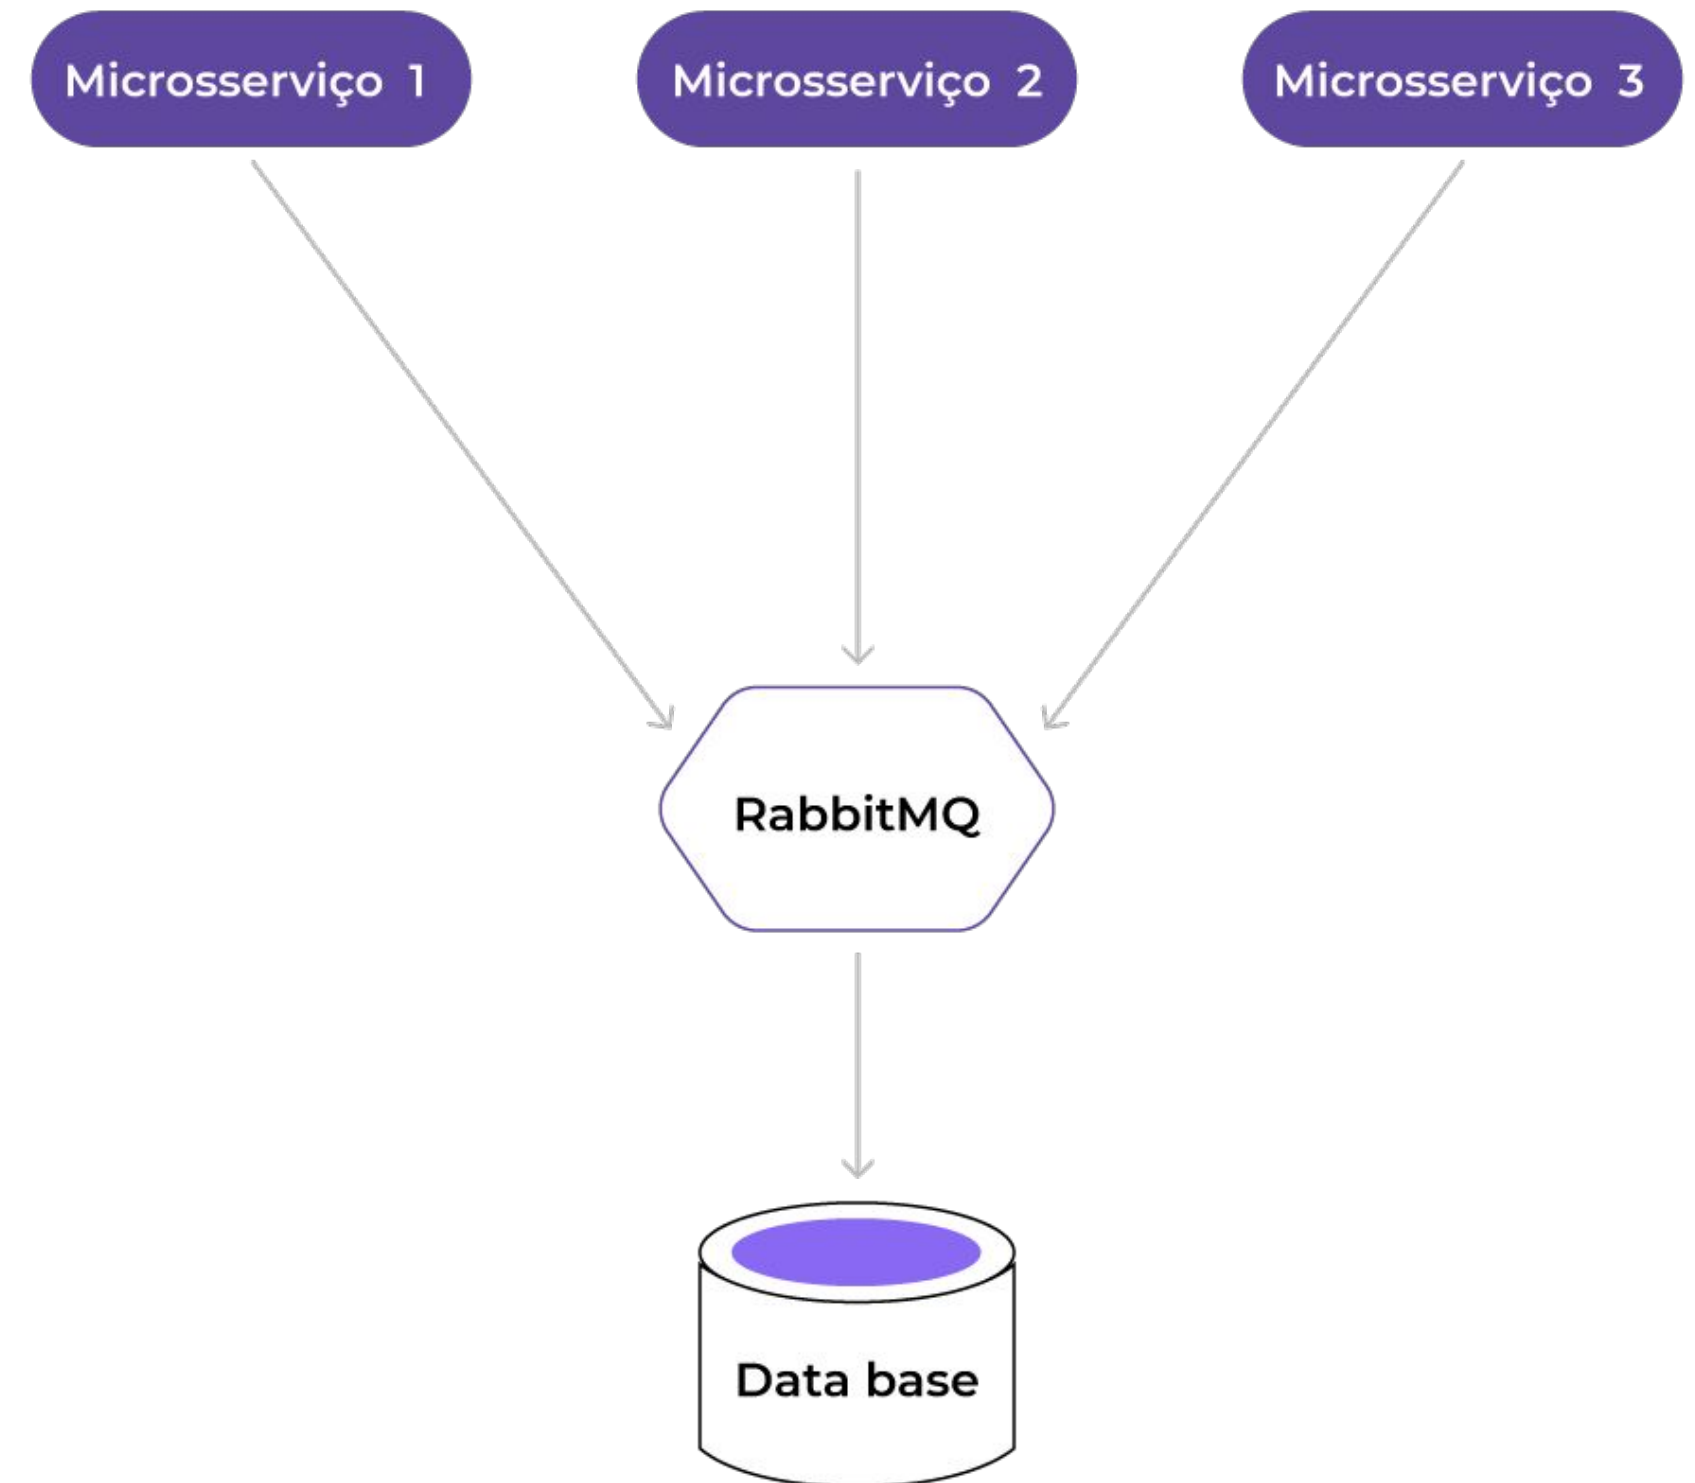 Microsserviço 1
Microsserviço 2
Microsserviço 3
RabbitMQ
Data base